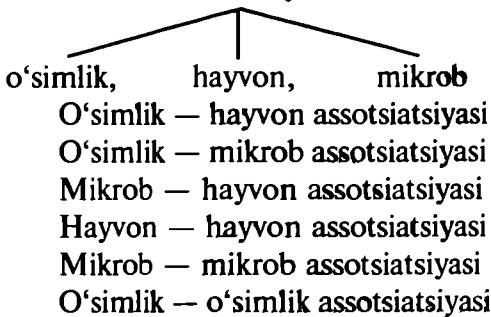 o‘simlik, hayvon, mikrob
O‘simlik — hayvon assotsiatsiyasi
O‘simlik — mikrob assotsiatsiyasi
Mikrob — hayvon assotsiatsiyasi
Hayvon — hayvon assotsiatsiyasi
Mikrob — mikrob assotsiatsiyasi
O‘simlik — o‘simlik assotsiatsiyasi